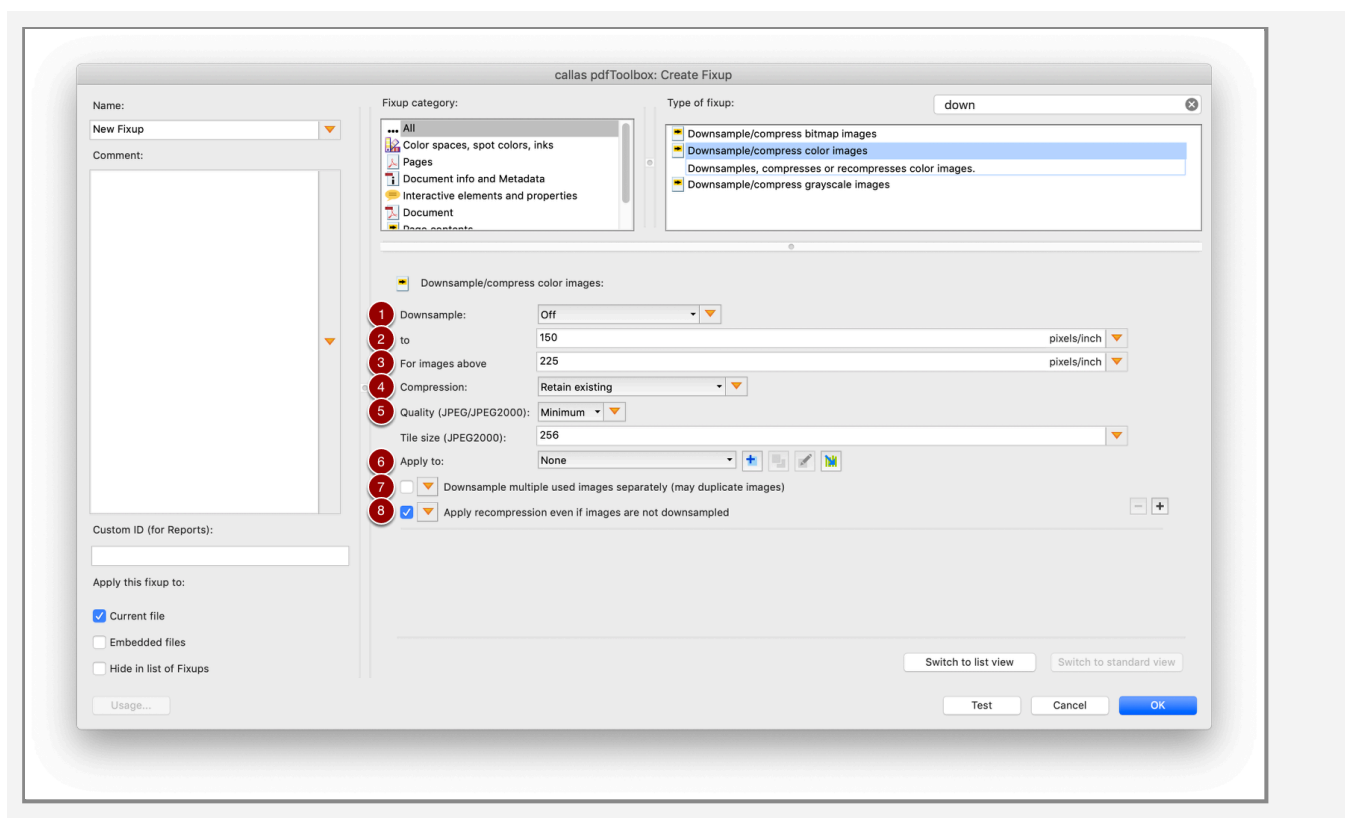 callas pdfToolbox: Create Fixup
Name:
New Fixup
Comment:
Custom ID (for Reports):
Apply this fixup to:
Current file
Embedded files
Hide in list of Fixups
Usage...
Fixup category:
All
Color spaces, spot colors, inks
Pages
Document info and Metadata
Interactive elements and properties
Document
Page contents
Type of fixup:
down
Downsample/compress bitmap images
Downsample/compress color images
Downsamples, compresses or recompresses color images.
Downsample/compress grayscale images
Downsample/compress color images:
1 Downsample: Off
2 to 150 pixels/inch
3 For images above 225 pixels/inch
4 Compression: Retain existing
5 Quality (JPEG/JPEG2000): Minimum
Tile size (JPEG2000): 256
6 Apply to: None
7 Downsample multiple used images separately (may duplicate images)
8 Apply recompression even if images are not downsampled
Switch to list view Switch to standard view
Test Cancel OK